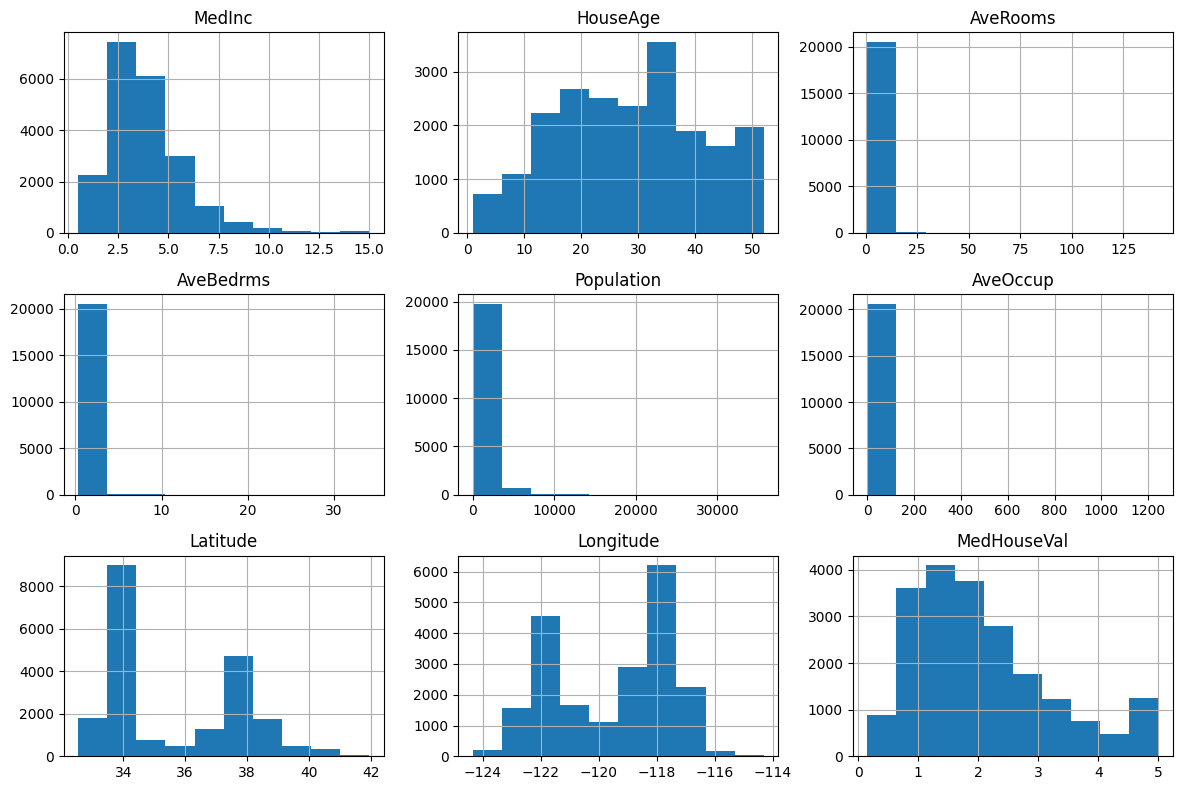 MedInc
HouseAge
AveRooms
6000
4000
2000
0
0.0 2.5 5.0 7.5 10.0 12.5 15.0
3000
2000
1000
0
0 10 20 30 40 50
20000
15000
10000
5000
0
0 25 50 75 100 125
AveBedrms
Population
AveOccup
20000
15000
10000
5000
0
0 10 20 30
20000
15000
10000
5000
0
0 10000 20000 30000
20000
15000
10000
5000
0
0 200 400 600 800 1000 1200
Latitude
Longitude
MedHouseVal
8000
6000
4000
2000
0
34 36 38 40 42
6000
5000
4000
3000
2000
1000
0
−124 −122 −120 −118 −116 −114
4000
3000
2000
1000
0
0 1 2 3 4 5